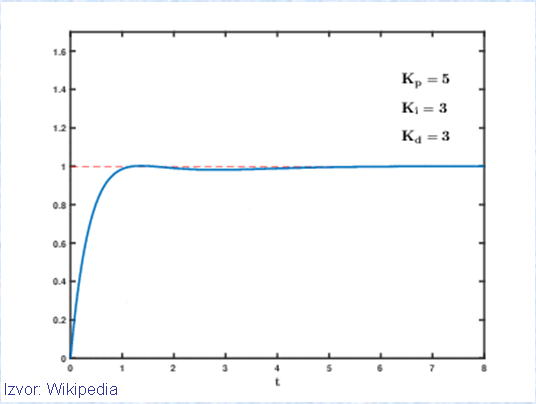 1.6
1.4
1.2
1
0.8
0.6
0.4
0.2
0
Kp = 5
Ki = 3
Kd = 3
0 1 2 3 4 5 6 7 8
t
Izvor: Wikipedia